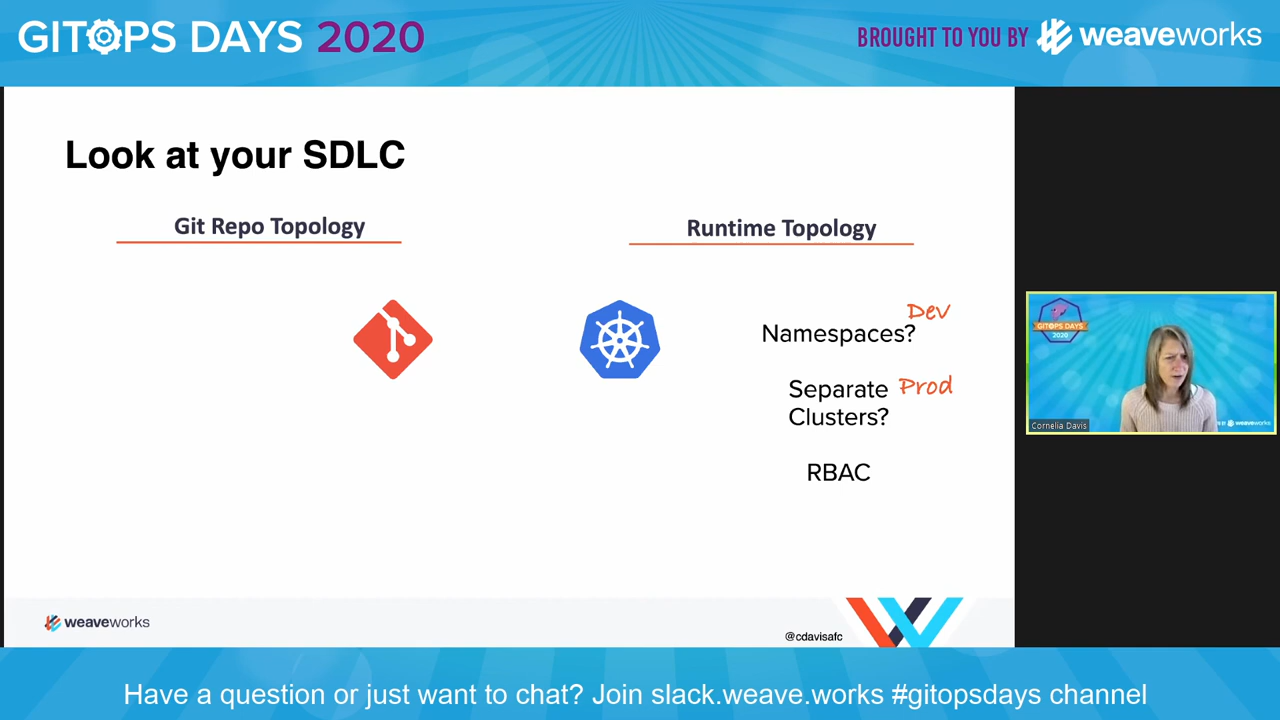 GITOPS DAYS 2020
BROUGHT TO YOU BY weaveworks
Look at your SDLC
Git Repo Topology
Runtime Topology
Dev
Namespaces?
Separate Prod
Clusters?
RBAC
GITOPS DAYS
2020
Cornelia Davis
weaveworks
weaveworks
@cdavisafc
Have a question or just want to chat? Join slack.weave.works #gitopsdays channel